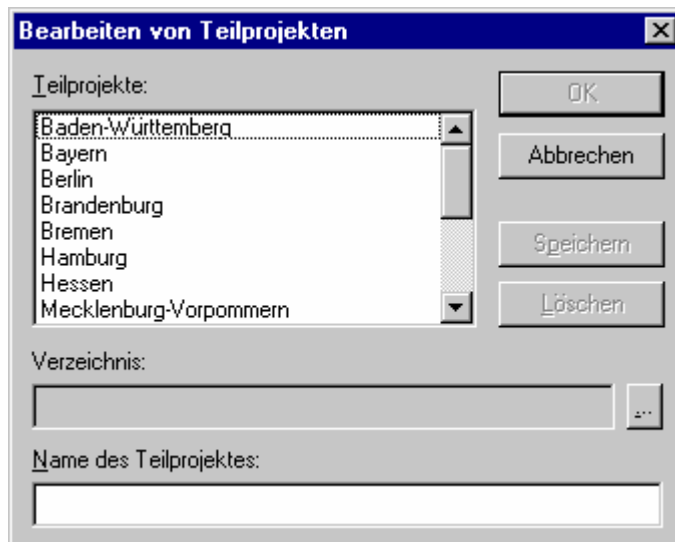 Bearbeiten von Teilprojekten
Teilprojekte:
OK
Baden-Württemberg
Bayern
Abbrechen
Berlin
Brandenburg
Bremen
Speichern
Hamburg
Hessen
Löschen
Mecklenburg-Vorpommern
Verzeichnis:
...
Name des Teilprojektes: